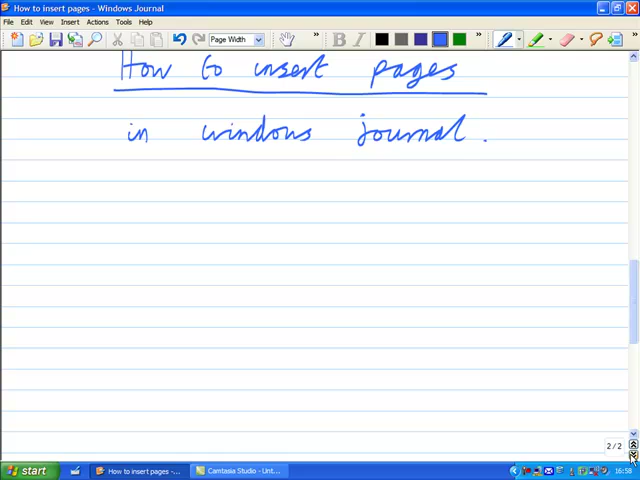 How to insert pages - Windows Journal
File Edit View Insert Actions Tools Help
Page Width B I
How to insert pages
in windows journal.
2/2
start How to insert pages -... Camtasia Studio - Unt... 16:58